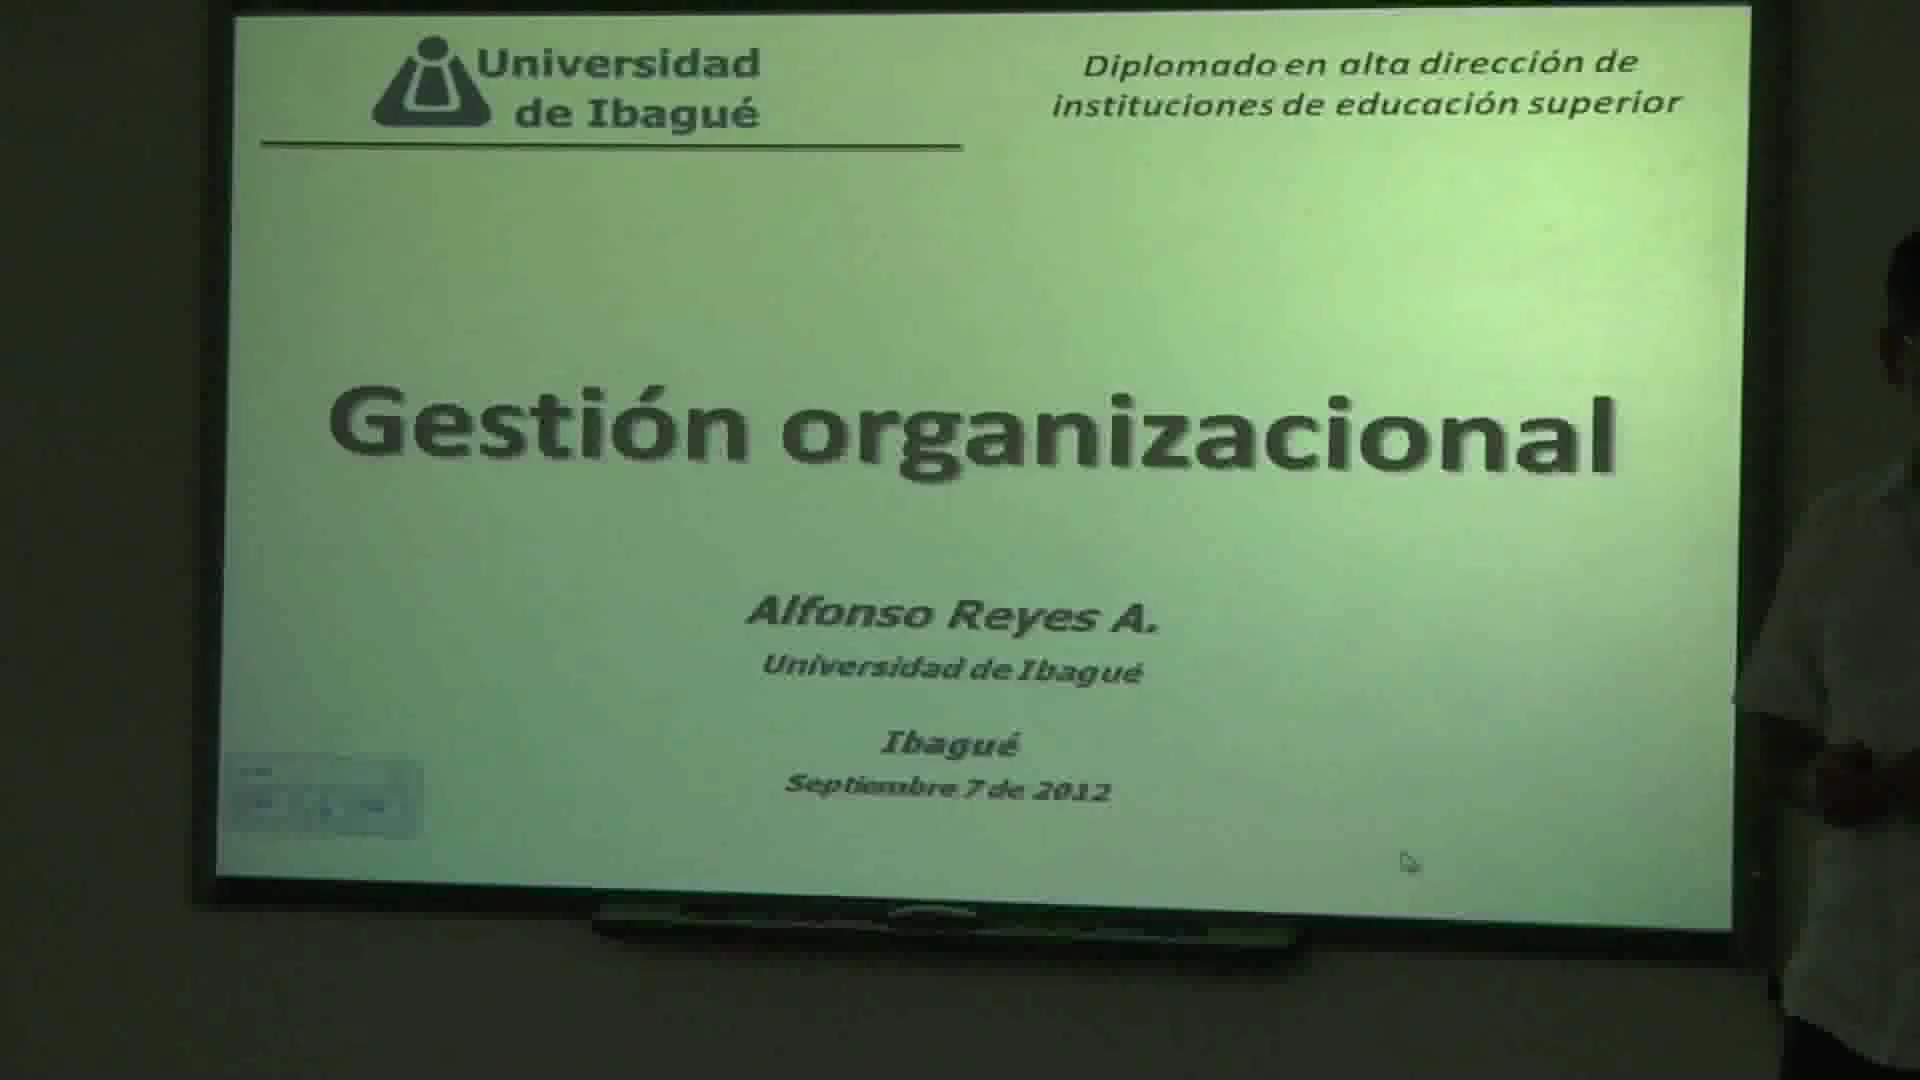 Universidad
de Ibagué
Diplomado en alta dirección de
instituciones de educación superior
Gestión organizacional
Alfonso Reyes A.
Universidad de Ibagué
Ibagué
Septiembre 7 de 2012